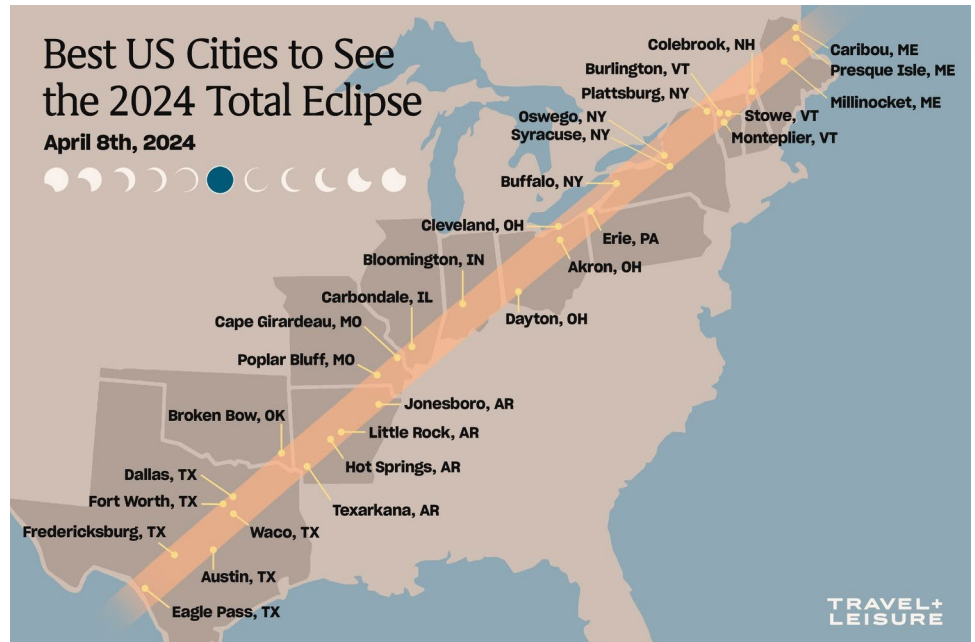 Best US Cities to See
the 2024 Total Eclipse
April 8th, 2024
Colebrook, NH
Caribou, ME
Burlington, VT
Presque Isle, ME
Plattsburg, NY
Millinocket, ME
Oswego, NY
Stowe, VT
Syracuse, NY
Monteplier, VT
Buffalo, NY
Cleveland, OH
Erie, PA
Bloomington, IN
Akron, OH
Carbondale, IL
Cape Girardeau, MO
Dayton, OH
Poplar Bluff, MO
Jonesboro, AR
Broken Bow, OK
Little Rock, AR
Hot Springs, AR
Dallas, TX
Fort Worth, TX
Texarkana, AR
Fredericksburg, TX
Waco, TX
Austin, TX
Eagle Pass, TX
TRAVEL+
LEISURE